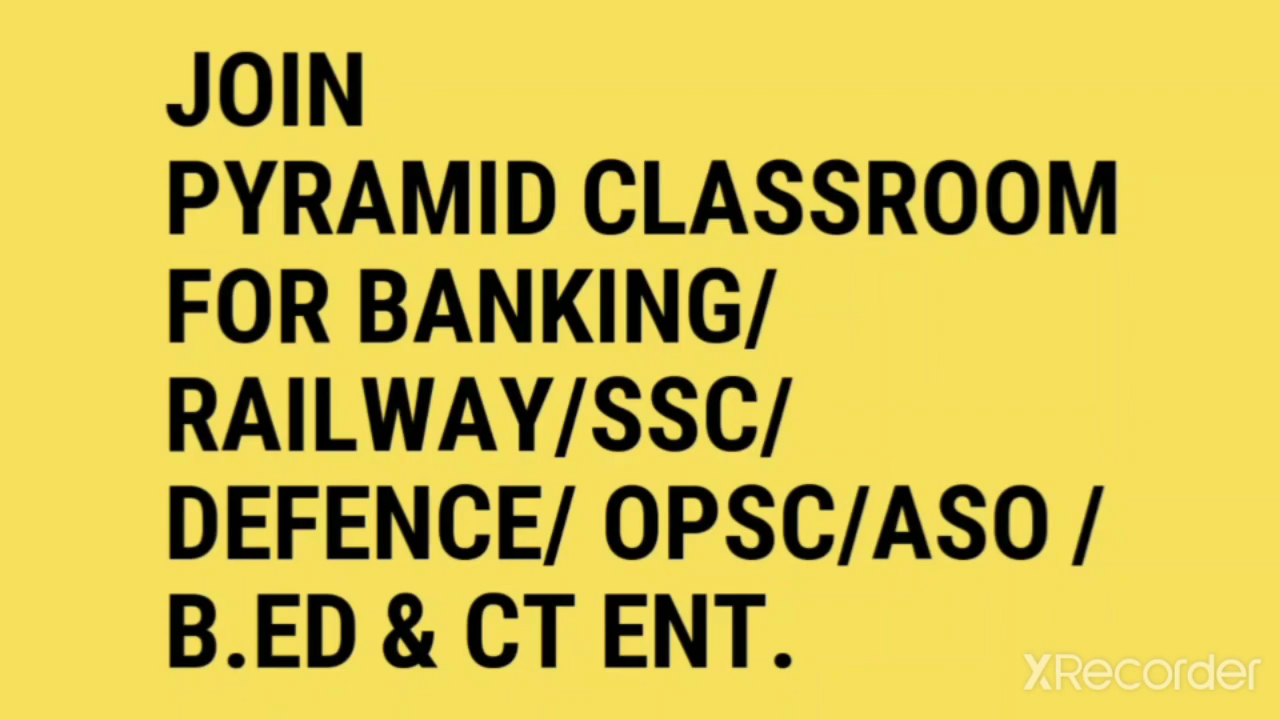 JOIN
PYRAMID CLASSROOM
FOR BANKING/
RAILWAY/SSC/
DEFENCE/ OPSC/ASO /
B.ED & CT ENT.
XRecorder